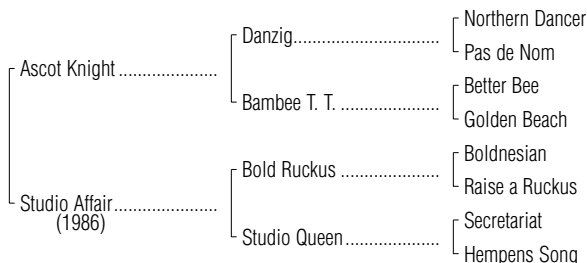 Northern Dancer
Danzig
Pas de Nom
Ascot Knight
Better Bee
Bambee T. T.
Golden Beach
Boldnesian
Bold Ruckus
Raise a Ruckus
Studio Affair
(1986)
Secretariat
Studio Queen
Hempens Song